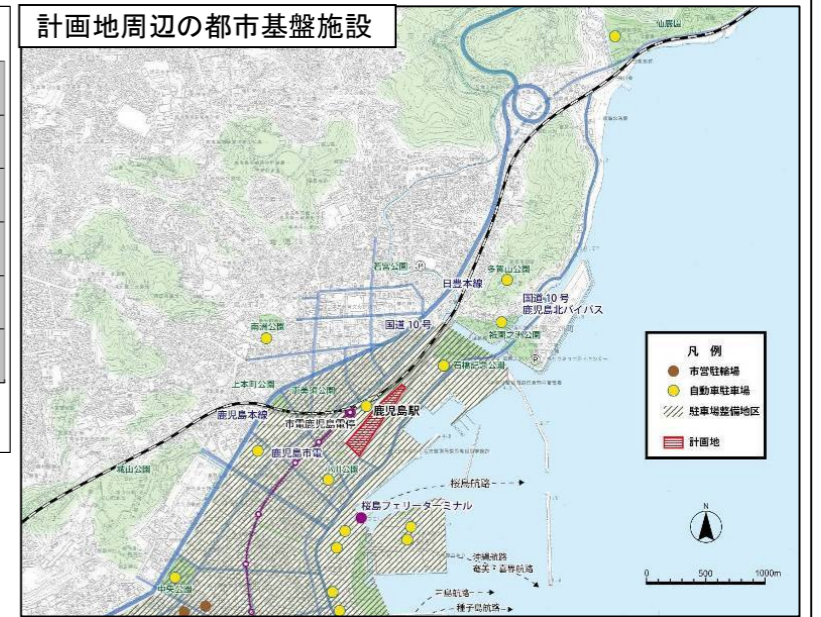 計画地周辺の都市基盤施設
仙巌園
若宮公園
多賀山公園
日豊本線
国道10号
鹿児島北バイパス
祇園之洲公園
南洲公園
国道10号
石橋記念公園
上本町公園
鹿児島駅
鹿児島本線
市電鹿児島電停
鹿児島市電
城山公園
小川公園
桜島航路
桜島フェリーターミナル
沖縄航路
奄美・喜界航路
中央公園
三島航路
種子島航路
凡 例
市営駐輪場
自動車駐車場
駐車場整備地区
計画地
N
0 500 1000m